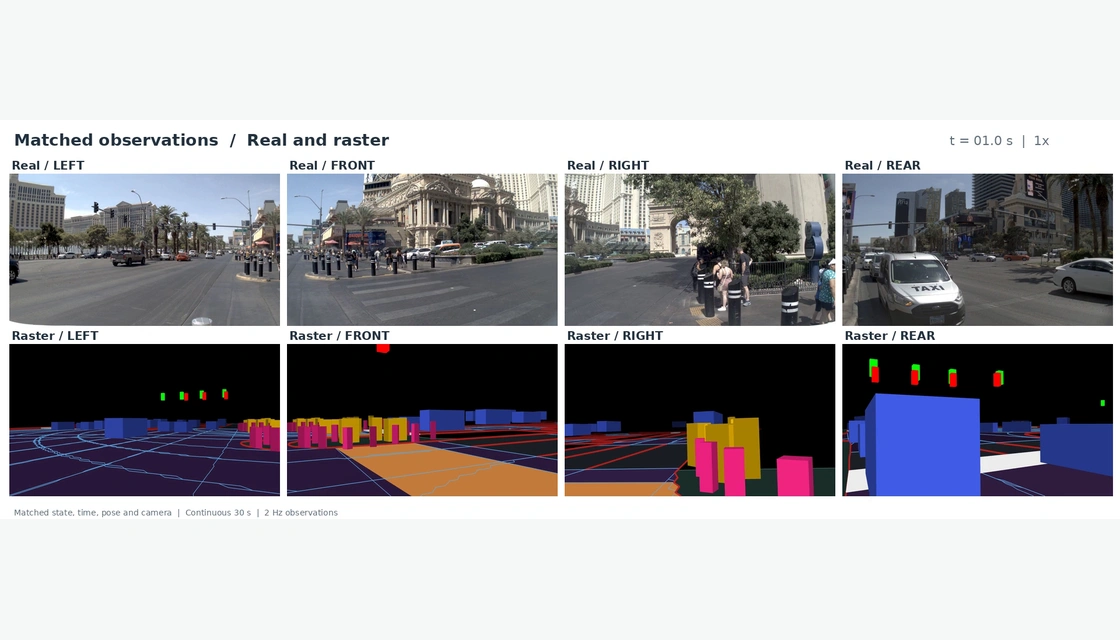 Matched observations / Real and raster
t = 01.0 s | 1x
Real / LEFT
Real / FRONT
Real / RIGHT
Real / REAR
TAXI
Raster / LEFT
Raster / FRONT
Raster / RIGHT
Raster / REAR
Matched state, time, pose and camera | Continuous 30 s | 2 Hz observations